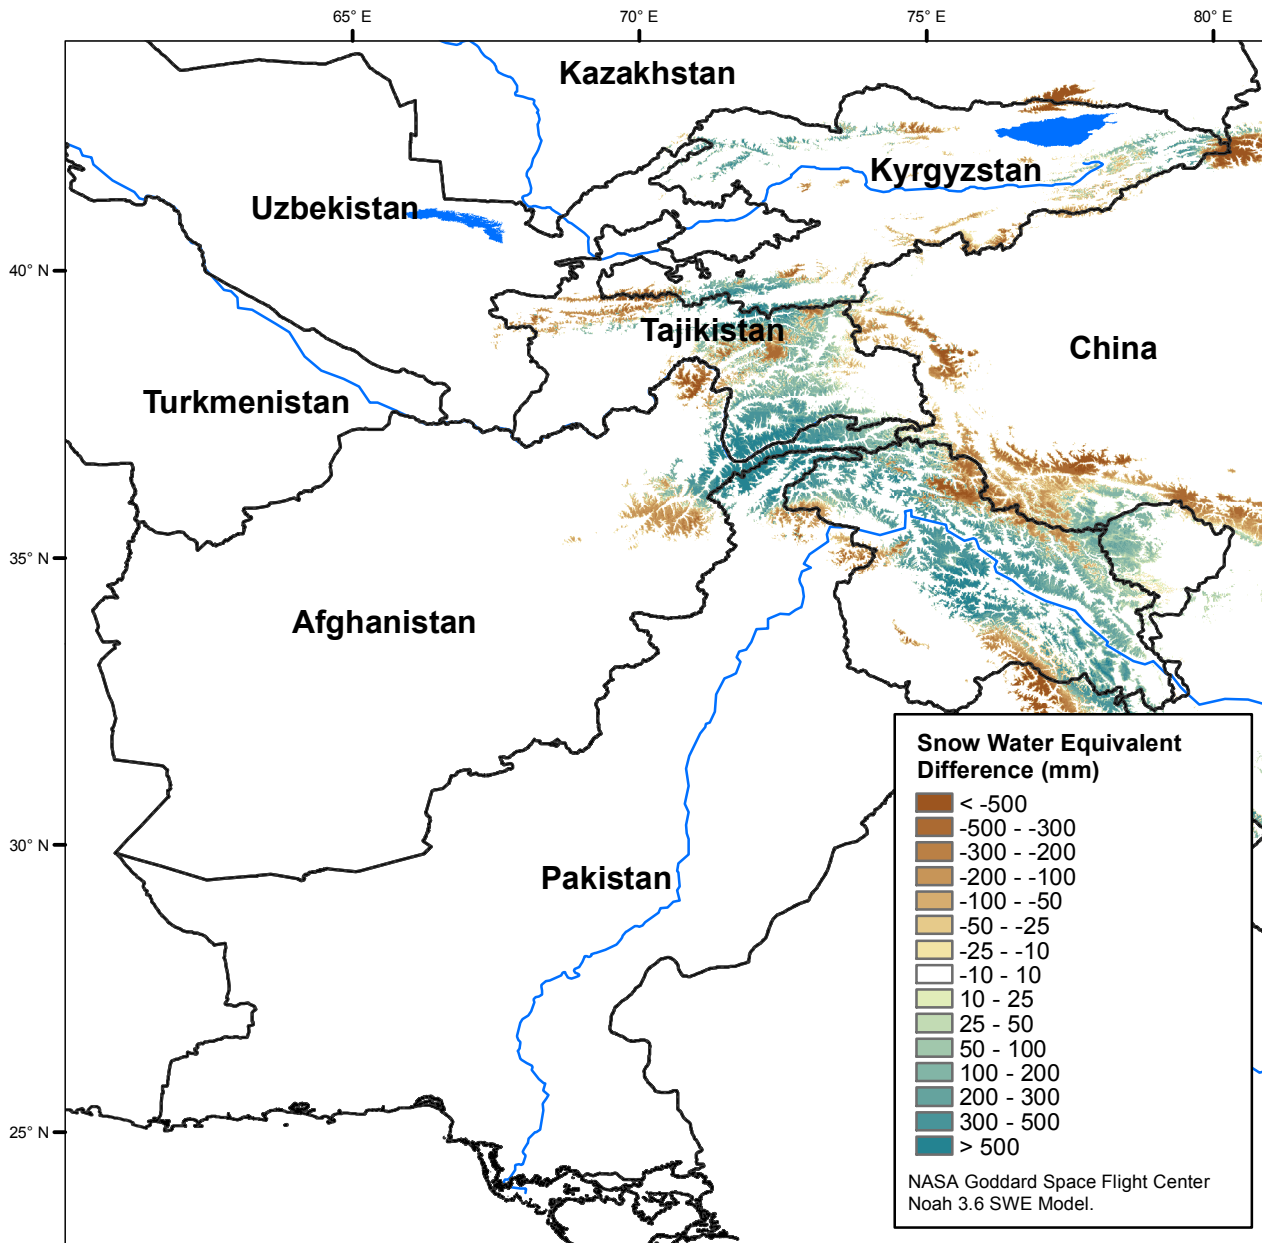 65° E
70° E
75° E
80° E
Kazakhstan
Kyrgyzstan
Uzbekistan
40° N
Tajikistan
China
Turkmenistan
35° N
Afghanistan
30° N
Pakistan
25° N
Snow Water Equivalent
Difference (mm)
< -500
-500 - -300
-300 - -200
-200 - -100
-100 - -50
-50 - -25
-25 - -10
-10 - 10
10 - 25
25 - 50
50 - 100
100 - 200
200 - 300
300 - 500
> 500
NASA Goddard Space Flight Center
Noah 3.6 SWE Model.